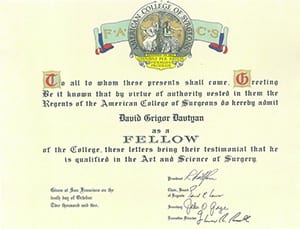 F·A·C·S
AMERICAN COLLEGE OF SURGEONS
To all to whom these presents shall come, Greeting
Be it known that by virtue of authority vested in them the
Regents of the American College of Surgeons do hereby admit
David Grigor Davtyan
as a
FELLOW
of the College, these letters being their testimonial that he
is qualified in the Art and Science of Surgery.
President
Given at San Francisco on the
tenth day of October
Chair, Board of Regents
Secretary
Executive Director